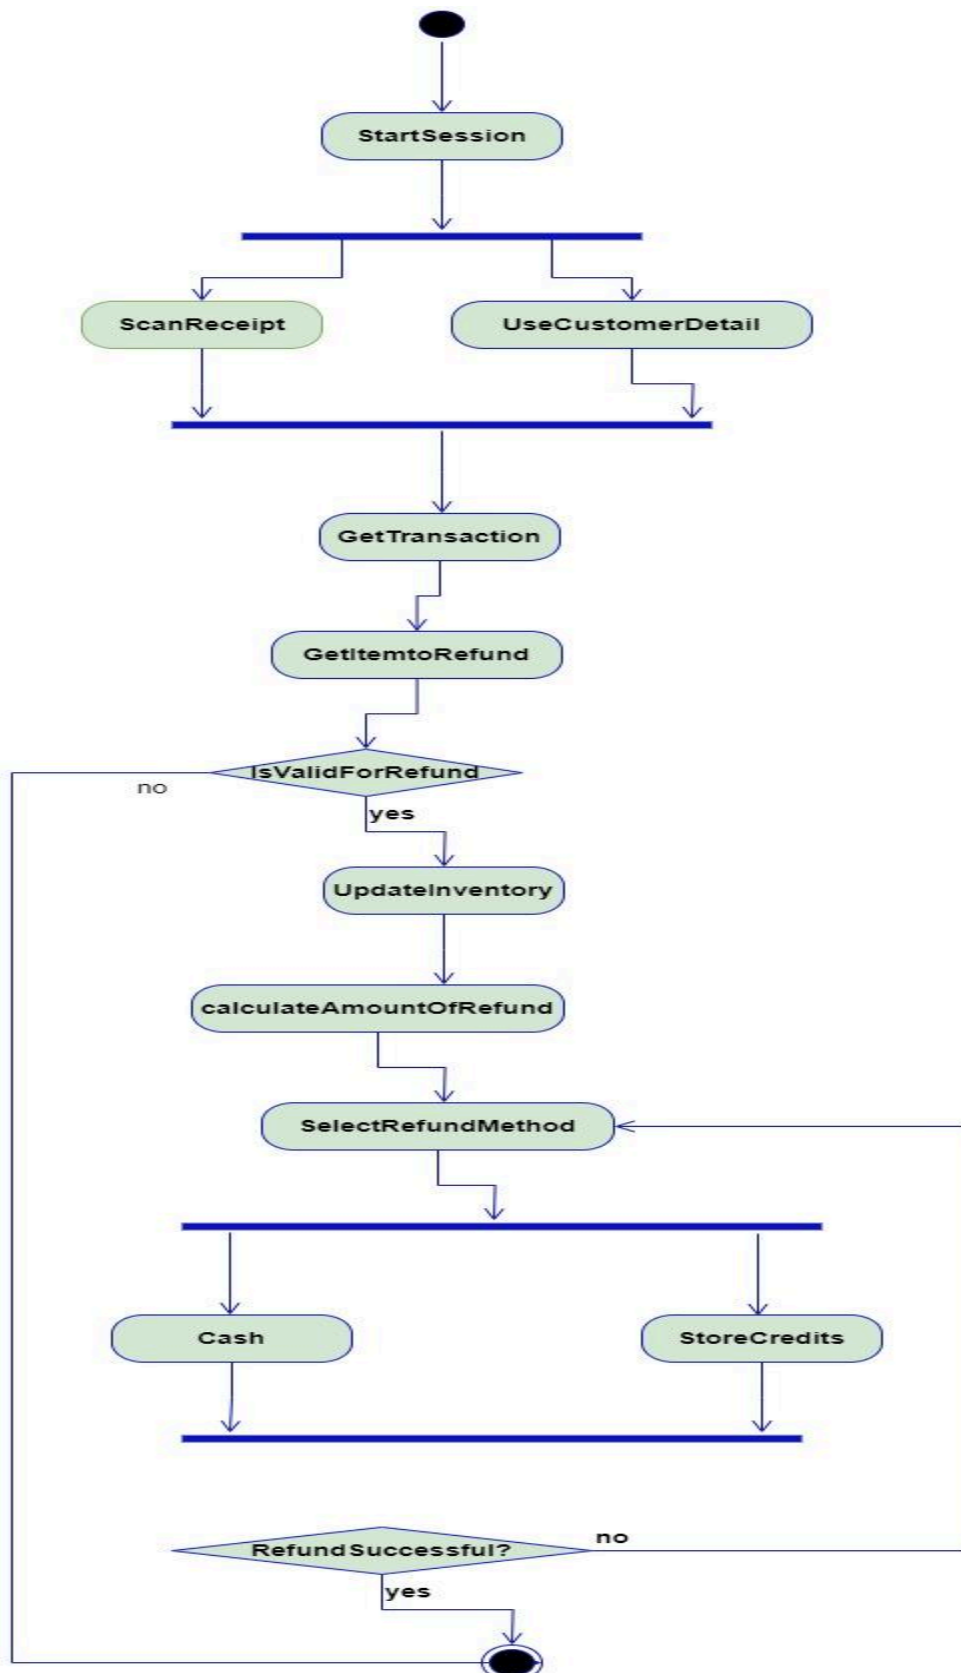 StartSession
ScanReceipt
UseCustomerDetail
GetTransaction
GetItemtoRefund
IsValidForRefund
no
yes
UpdateInventory
calculateAmountOfRefund
SelectRefundMethod
Cash
StoreCredits
RefundSuccessful?
no
yes